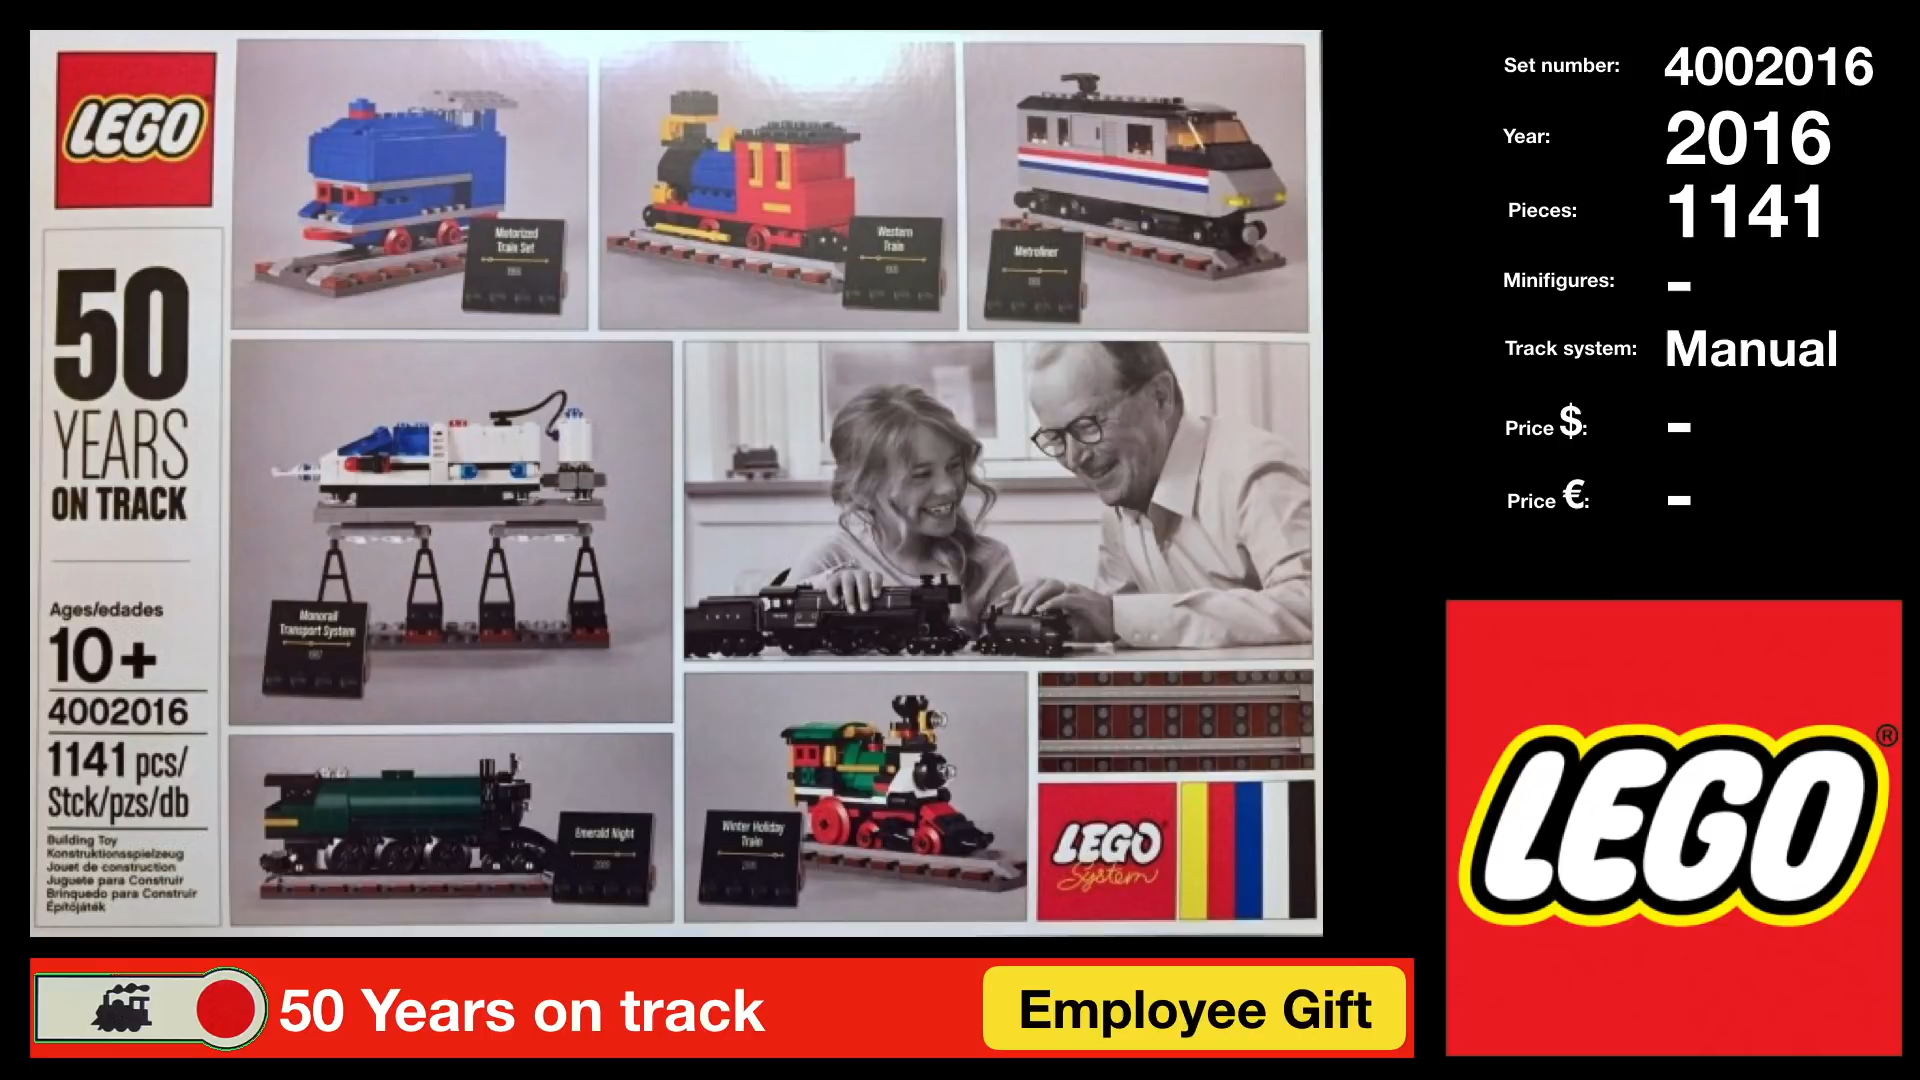 LEGO
50
YEARS
ON TRACK
Ages/edades
10+
4002016
1141 pcs/
Stck/pzs/db
Building Toy
Konstruktionsspielzeug
Jouet de construction
Juguete para Construir
Brinquedo para Construir
Építőjáték
Motorized
Train Set
1966
Western
Train
Metroliner
Monorail
Transport System
1987
Emerald Night
2009
Winter Holiday
Train
LEGO
System
Set number: 4002016
Year: 2016
Pieces: 1141
Minifigures: -
Track system: Manual
Price $: -
Price €: -
LEGO®
50 Years on track
Employee Gift